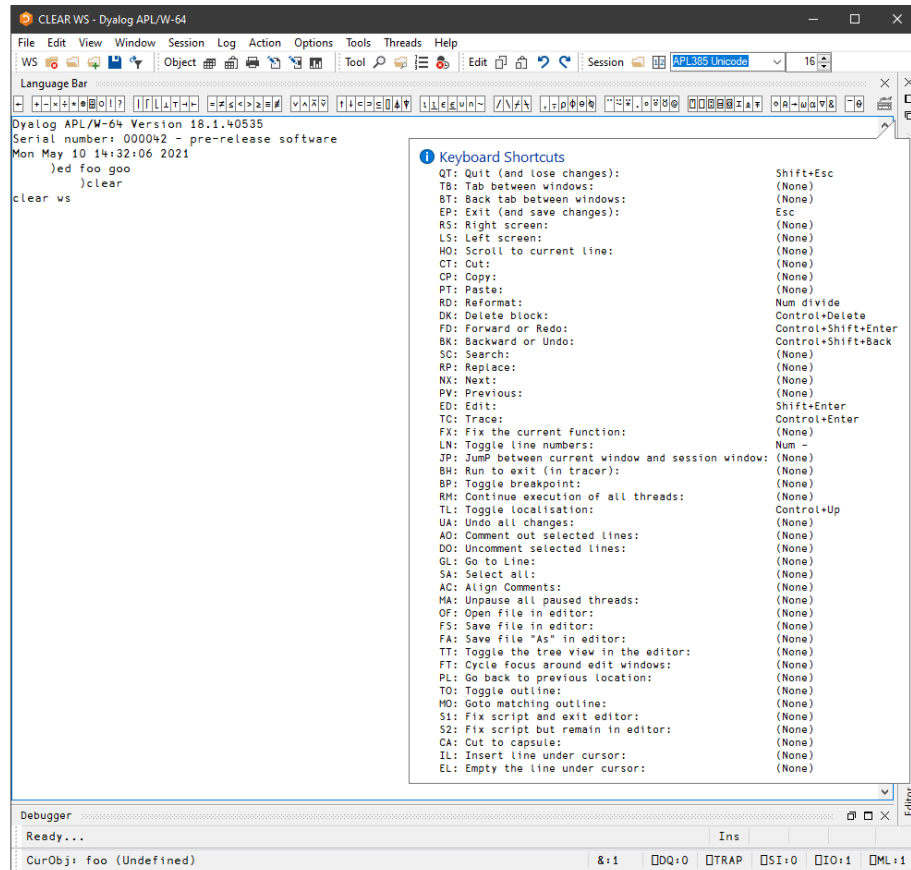 CLEAR WS - Dyalog APL/W-64
File Edit View Window Session Log Action Options Tools Threads Help
WS Object Tool Edit Session APL385 Unicode 16
Language Bar
Dyalog APL/W-64 Version 18.1.40535
Serial number: 000042 - pre-release software
Mon May 10 14:32:06 2021
)ed foo goo
)clear
clear ws
Keyboard Shortcuts
QT: Quit (and lose changes): Shift+Esc
TB: Tab between windows: (None)
BT: Back tab between windows: (None)
EP: Exit (and save changes): Esc
RS: Right screen: (None)
LS: Left screen: (None)
HO: Scroll to current line: (None)
CT: Cut: (None)
CP: Copy: (None)
PT: Paste: (None)
RD: Reformat: Num divide
DK: Delete block: Control+Delete
FD: Forward or Redo: Control+Shift+Enter
BK: Backward or Undo: Control+Shift+Back
SC: Search: (None)
RP: Replace: (None)
NX: Next: (None)
PV: Previous: (None)
ED: Edit: Shift+Enter
TC: Trace: Control+Enter
FX: Fix the current function: (None)
LN: Toggle line numbers: Num -
JP: JumP between current window and session window: (None)
BH: Run to exit (in tracer): (None)
BP: Toggle breakpoint: (None)
RM: Continue execution of all threads: (None)
TL: Toggle localisation: Control+Up
UA: Undo all changes: (None)
AO: Comment out selected lines: (None)
DO: Uncomment selected lines: (None)
GL: Go to Line: (None)
SA: Select all: (None)
AC: Align Comments: (None)
MA: Unpause all paused threads: (None)
OF: Open file in editor: (None)
FS: Save file in editor: (None)
FA: Save file "As" in editor: (None)
TT: Toggle the tree view in the editor: (None)
FT: Cycle focus around edit windows: (None)
PL: Go back to previous location: (None)
TO: Toggle outline: (None)
MO: Goto matching outline: (None)
S1: Fix script and exit editor: (None)
S2: Fix script but remain in editor: (None)
CA: Cut to capsule: (None)
IL: Insert line under cursor: (None)
EL: Empty the line under cursor: (None)
Editor
Debugger
Ready... Ins
CurObj: foo (Undefined) &:1 ⎕DQ:0 ⎕TRAP ⎕SI:0 ⎕IO:1 ⎕ML:1